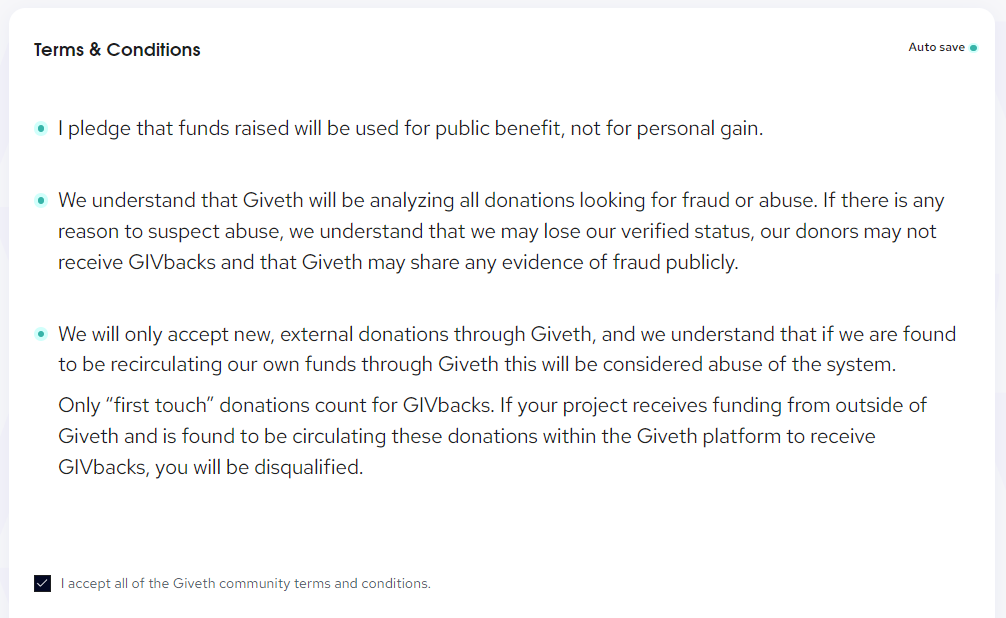 Terms & Conditions
Auto save
I pledge that funds raised will be used for public benefit, not for personal gain.
We understand that Giveth will be analyzing all donations looking for fraud or abuse. If there is any
reason to suspect abuse, we understand that we may lose our verified status, our donors may not
receive GIVbacks and that Giveth may share any evidence of fraud publicly.
We will only accept new, external donations through Giveth, and we understand that if we are found
to be recirculating our own funds through Giveth this will be considered abuse of the system.
Only “first touch” donations count for GIVbacks. If your project receives funding from outside of
Giveth and is found to be circulating these donations within the Giveth platform to receive
GIVbacks, you will be disqualified.
I accept all of the Giveth community terms and conditions.